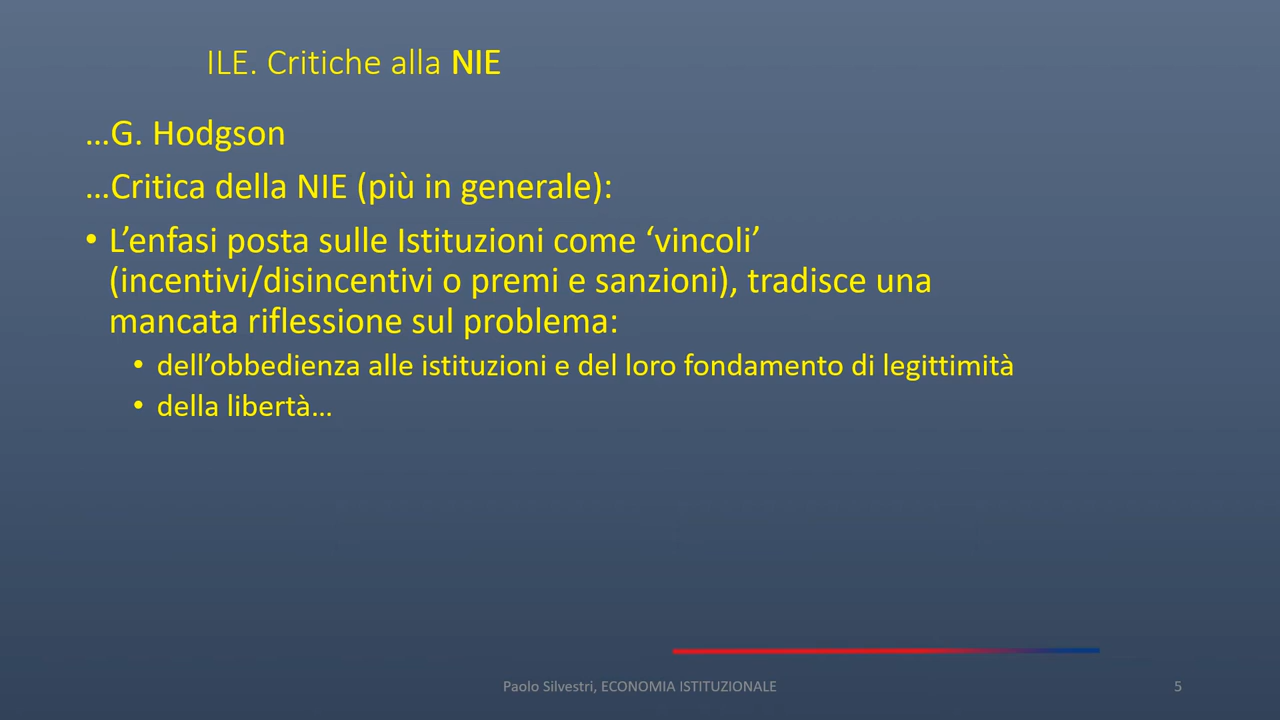 ILE. Critiche alla NIE
…G. Hodgson
…Critica della NIE (più in generale):
• L’enfasi posta sulle Istituzioni come ‘vincoli’
(incentivi/disincentivi o premi e sanzioni), tradisce una
mancata riflessione sul problema:
• dell’obbedienza alle istituzioni e del loro fondamento di legittimità
• della libertà…
Paolo Silvestri, ECONOMIA ISTITUZIONALE
5